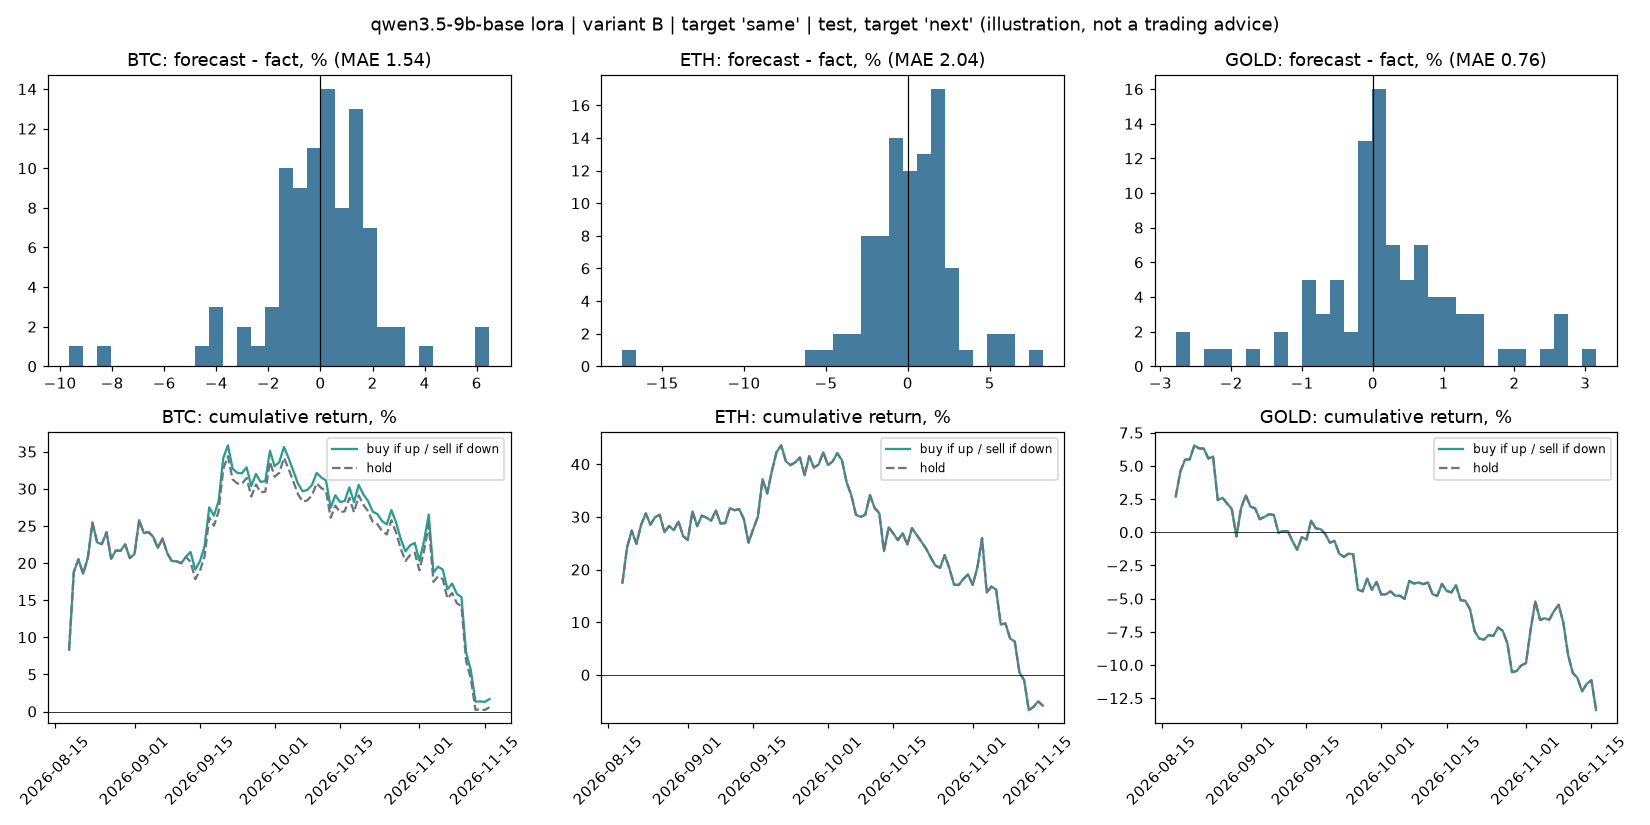 qwen3.5-9b-base lora | variant B | target 'same' | test, target 'next' (illustration, not a trading advice)
BTC: forecast - fact, % (MAE 1.54)
14
12
10
8
6
4
2
0
−10 −8 −6 −4 −2 0 2 4 6
ETH: forecast - fact, % (MAE 2.04)
16
14
12
10
8
6
4
2
0
−15 −10 −5 0 5
GOLD: forecast - fact, % (MAE 0.76)
16
14
12
10
8
6
4
2
0
−3 −2 −1 0 1 2 3
BTC: cumulative return, %
buy if up / sell if down
hold
35
30
25
20
15
10
5
0
2026-08-15 2026-09-01 2026-09-15 2026-10-01 2026-10-15 2026-11-01 2026-11-15
ETH: cumulative return, %
buy if up / sell if down
hold
40
30
20
10
0
2026-08-15 2026-09-01 2026-09-15 2026-10-01 2026-10-15 2026-11-01 2026-11-15
GOLD: cumulative return, %
buy if up / sell if down
hold
7.5
5.0
2.5
0.0
−2.5
−5.0
−7.5
−10.0
−12.5
2026-08-15 2026-09-01 2026-09-15 2026-10-01 2026-10-15 2026-11-01 2026-11-15